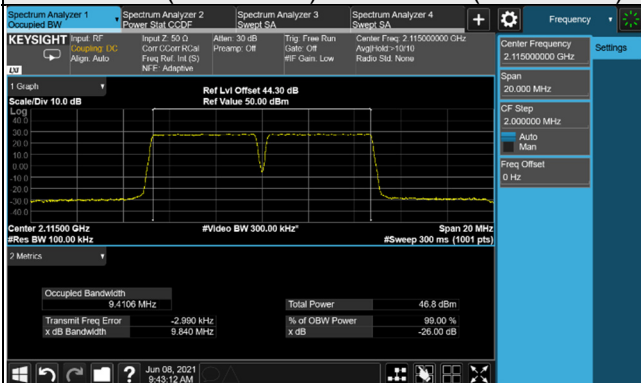 Spectrum Analyzer 1
Occupied BW
Spectrum Analyzer 2
Power Stat CCDF
Spectrum Analyzer 3
Swept SA
Spectrum Analyzer 4
Swept SA
Frequency
KEYSIGHT
Input: RF
Coupling: DC
Align: Auto
Input Z: 50 Ω
Corr CCorr RCal
Freq Ref: Int (S)
NFE: Adaptive
Atten: 30 dB
Preamp: Off
Trig: Free Run
Gate: Off
#IF Gain: Low
Center Freq: 2.115000000 GHz
Avg|Hold:>10/10
Radio Std: None
LXI
Center Frequency
2.115000000 GHz
Settings
Span
20.000 MHz
CF Step
2.000000 MHz
Auto
Man
Freq Offset
0 Hz
1 Graph
Scale/Div 10.0 dB
Ref Lvl Offset 44.30 dB
Ref Value 50.00 dBm
Log
40.0
30.0
20.0
10.0
0.00
-10.0
-20.0
-30.0
-40.0
Center 2.11500 GHz
#Res BW 100.00 kHz
#Video BW 300.00 kHz*
Span 20 MHz
#Sweep 300 ms (1001 pts)
2 Metrics
Occupied Bandwidth
9.4106 MHz
Total Power 46.8 dBm
Transmit Freq Error -2.990 kHz
% of OBW Power 99.00 %
x dB Bandwidth 9.840 MHz
x dB -26.00 dB
?
Jun 08, 2021
9:43:12 AM